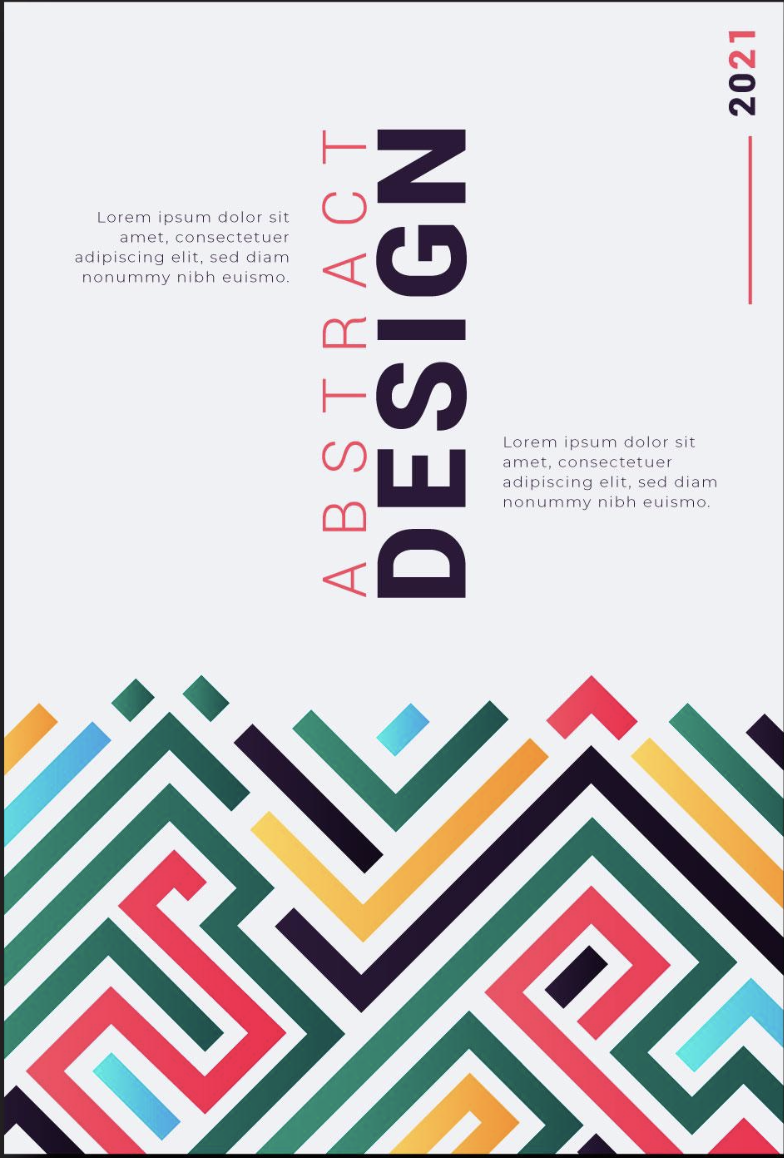 2021
ABSTRACT
DESIGN
Lorem ipsum dolor sit
amet, consectetuer
adipiscing elit, sed diam
nonummy nibh euismo.
Lorem ipsum dolor sit
amet, consectetuer
adipiscing elit, sed diam
nonummy nibh euismo.